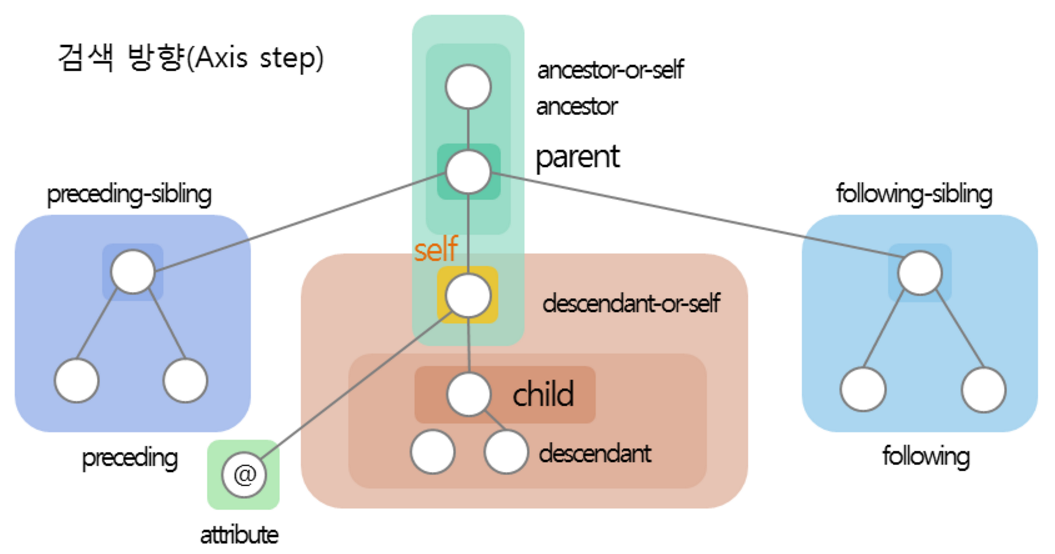 검색 방향(Axis step)
ancestor-or-self
ancestor
parent
preceding-sibling
following-sibling
self
descendant-or-self
child
descendant
preceding
following
@
attribute